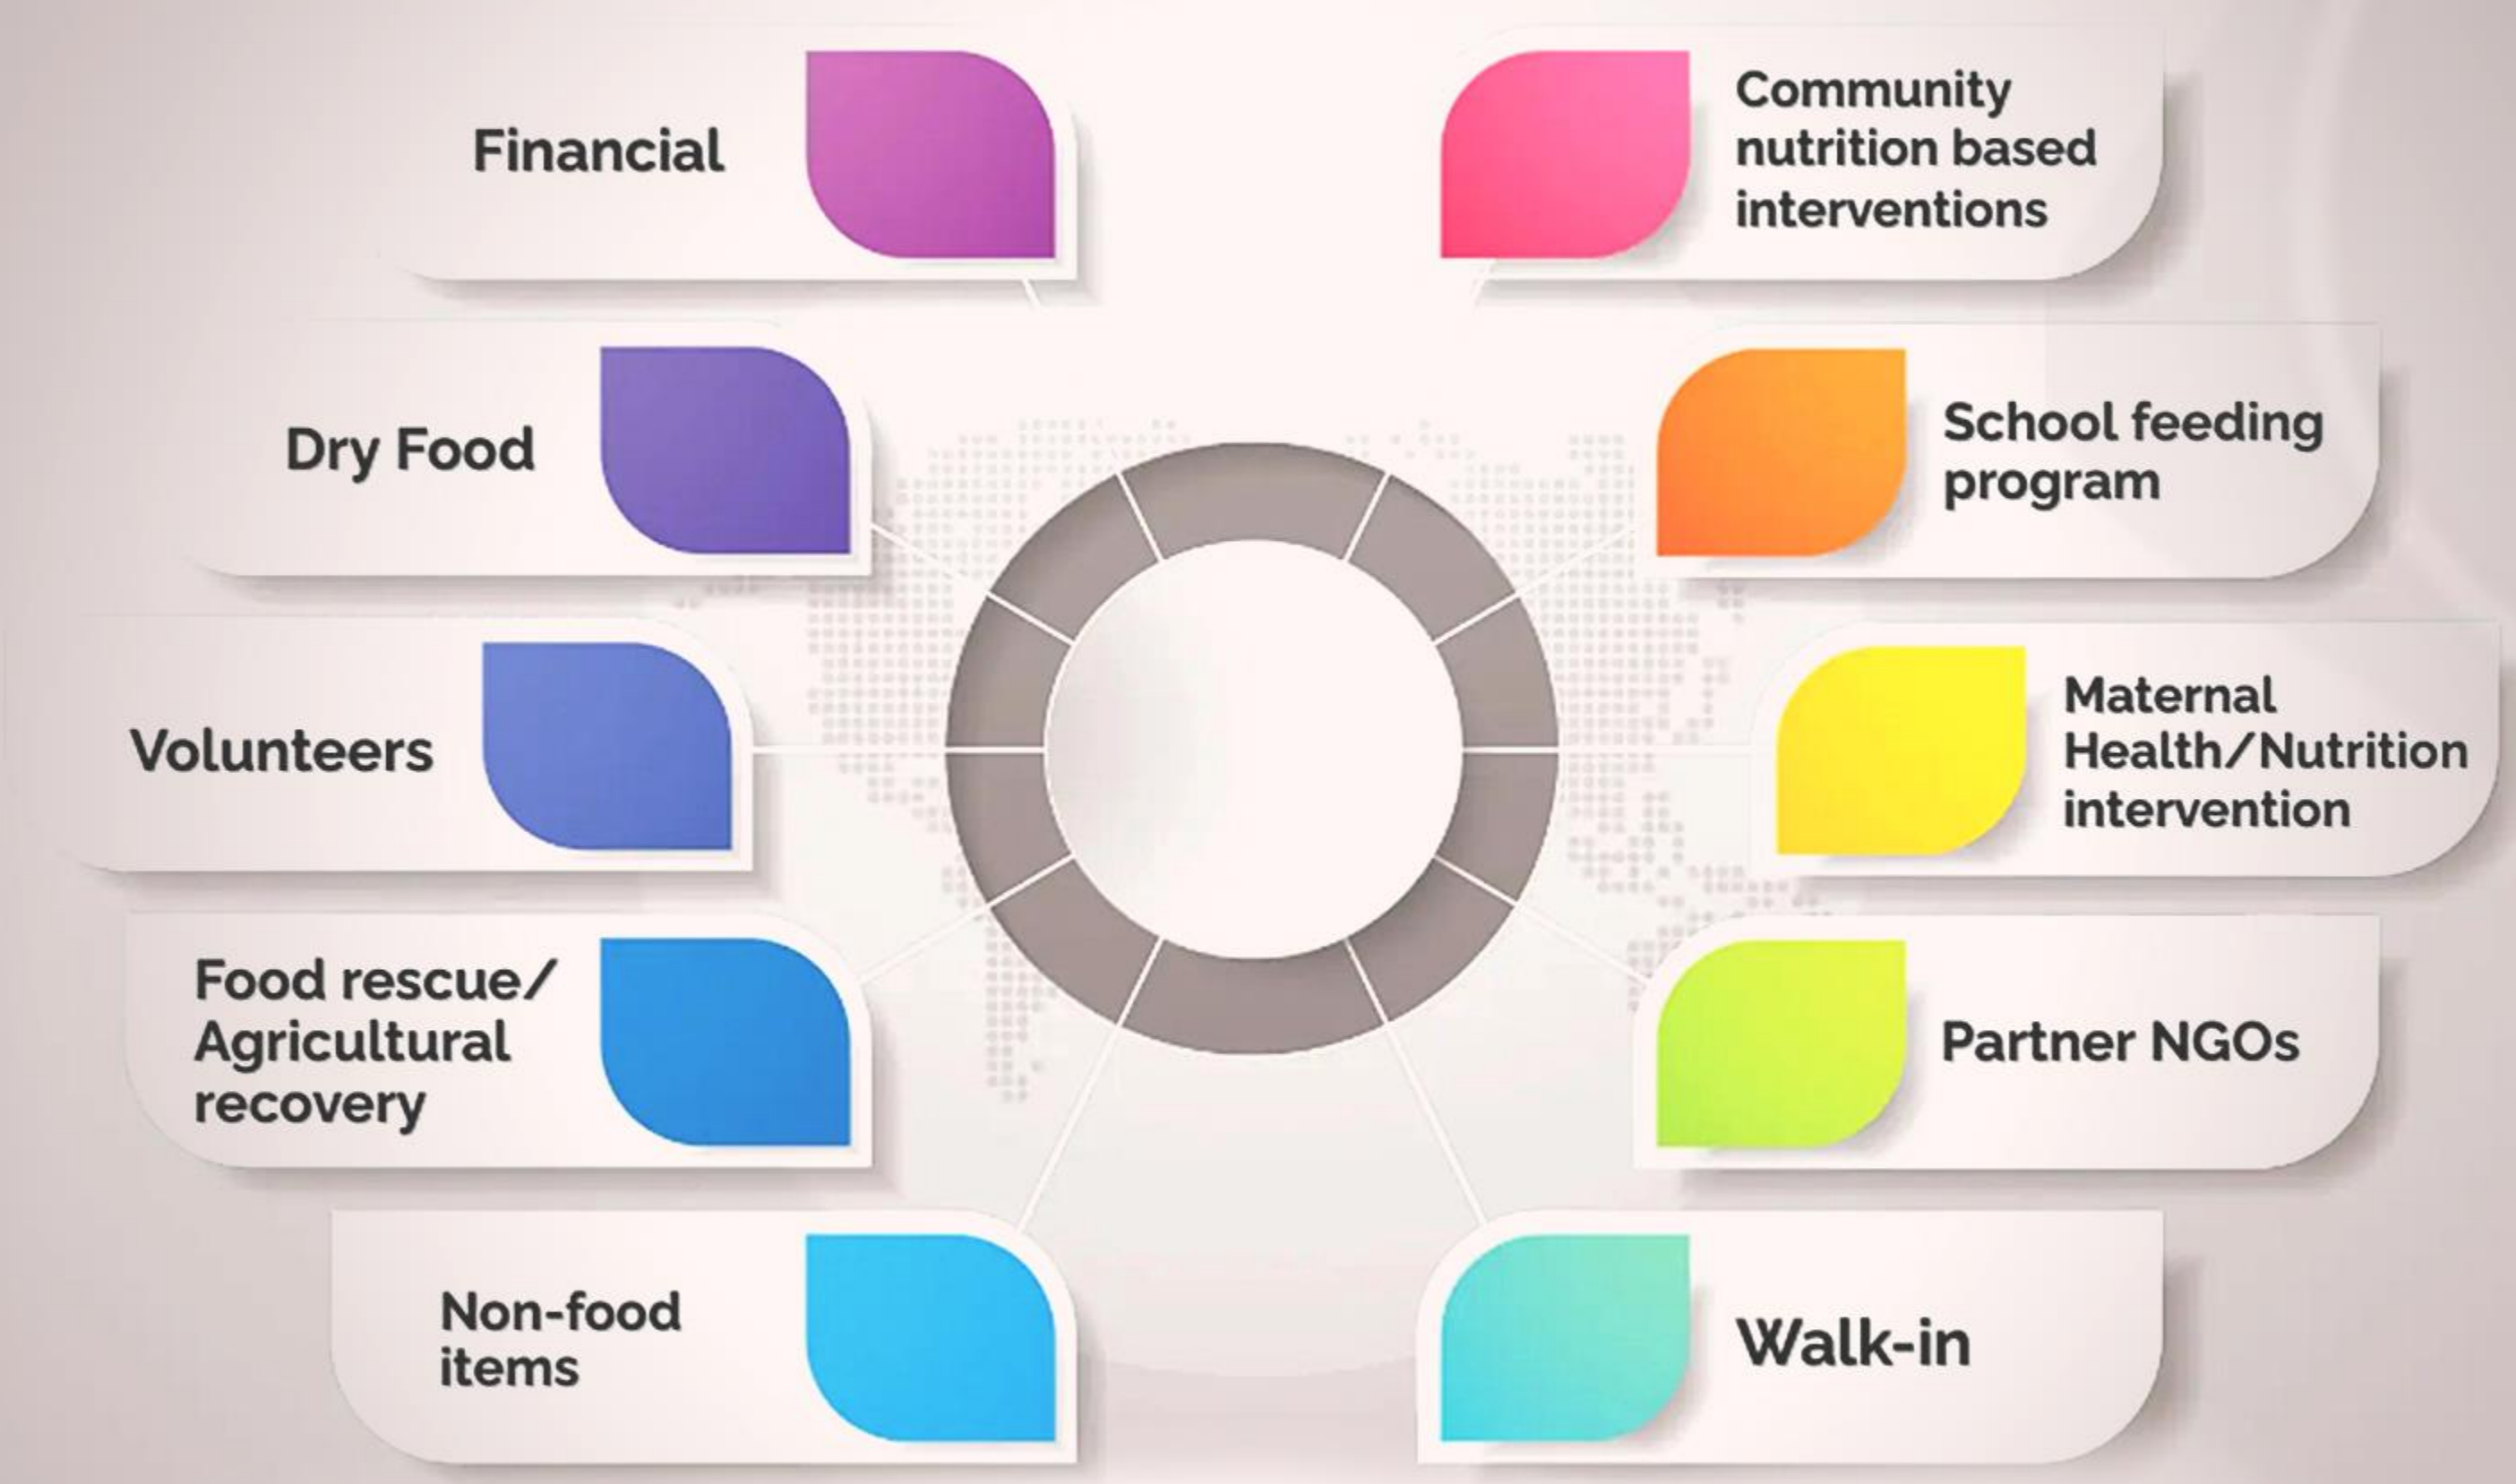 Financial
Dry Food
Volunteers
Food rescue/
Agricultural
recovery
Non-food
items
Community
nutrition based
interventions
School feeding
program
Maternal
Health/Nutrition
intervention
Partner NGOs
Walk-in